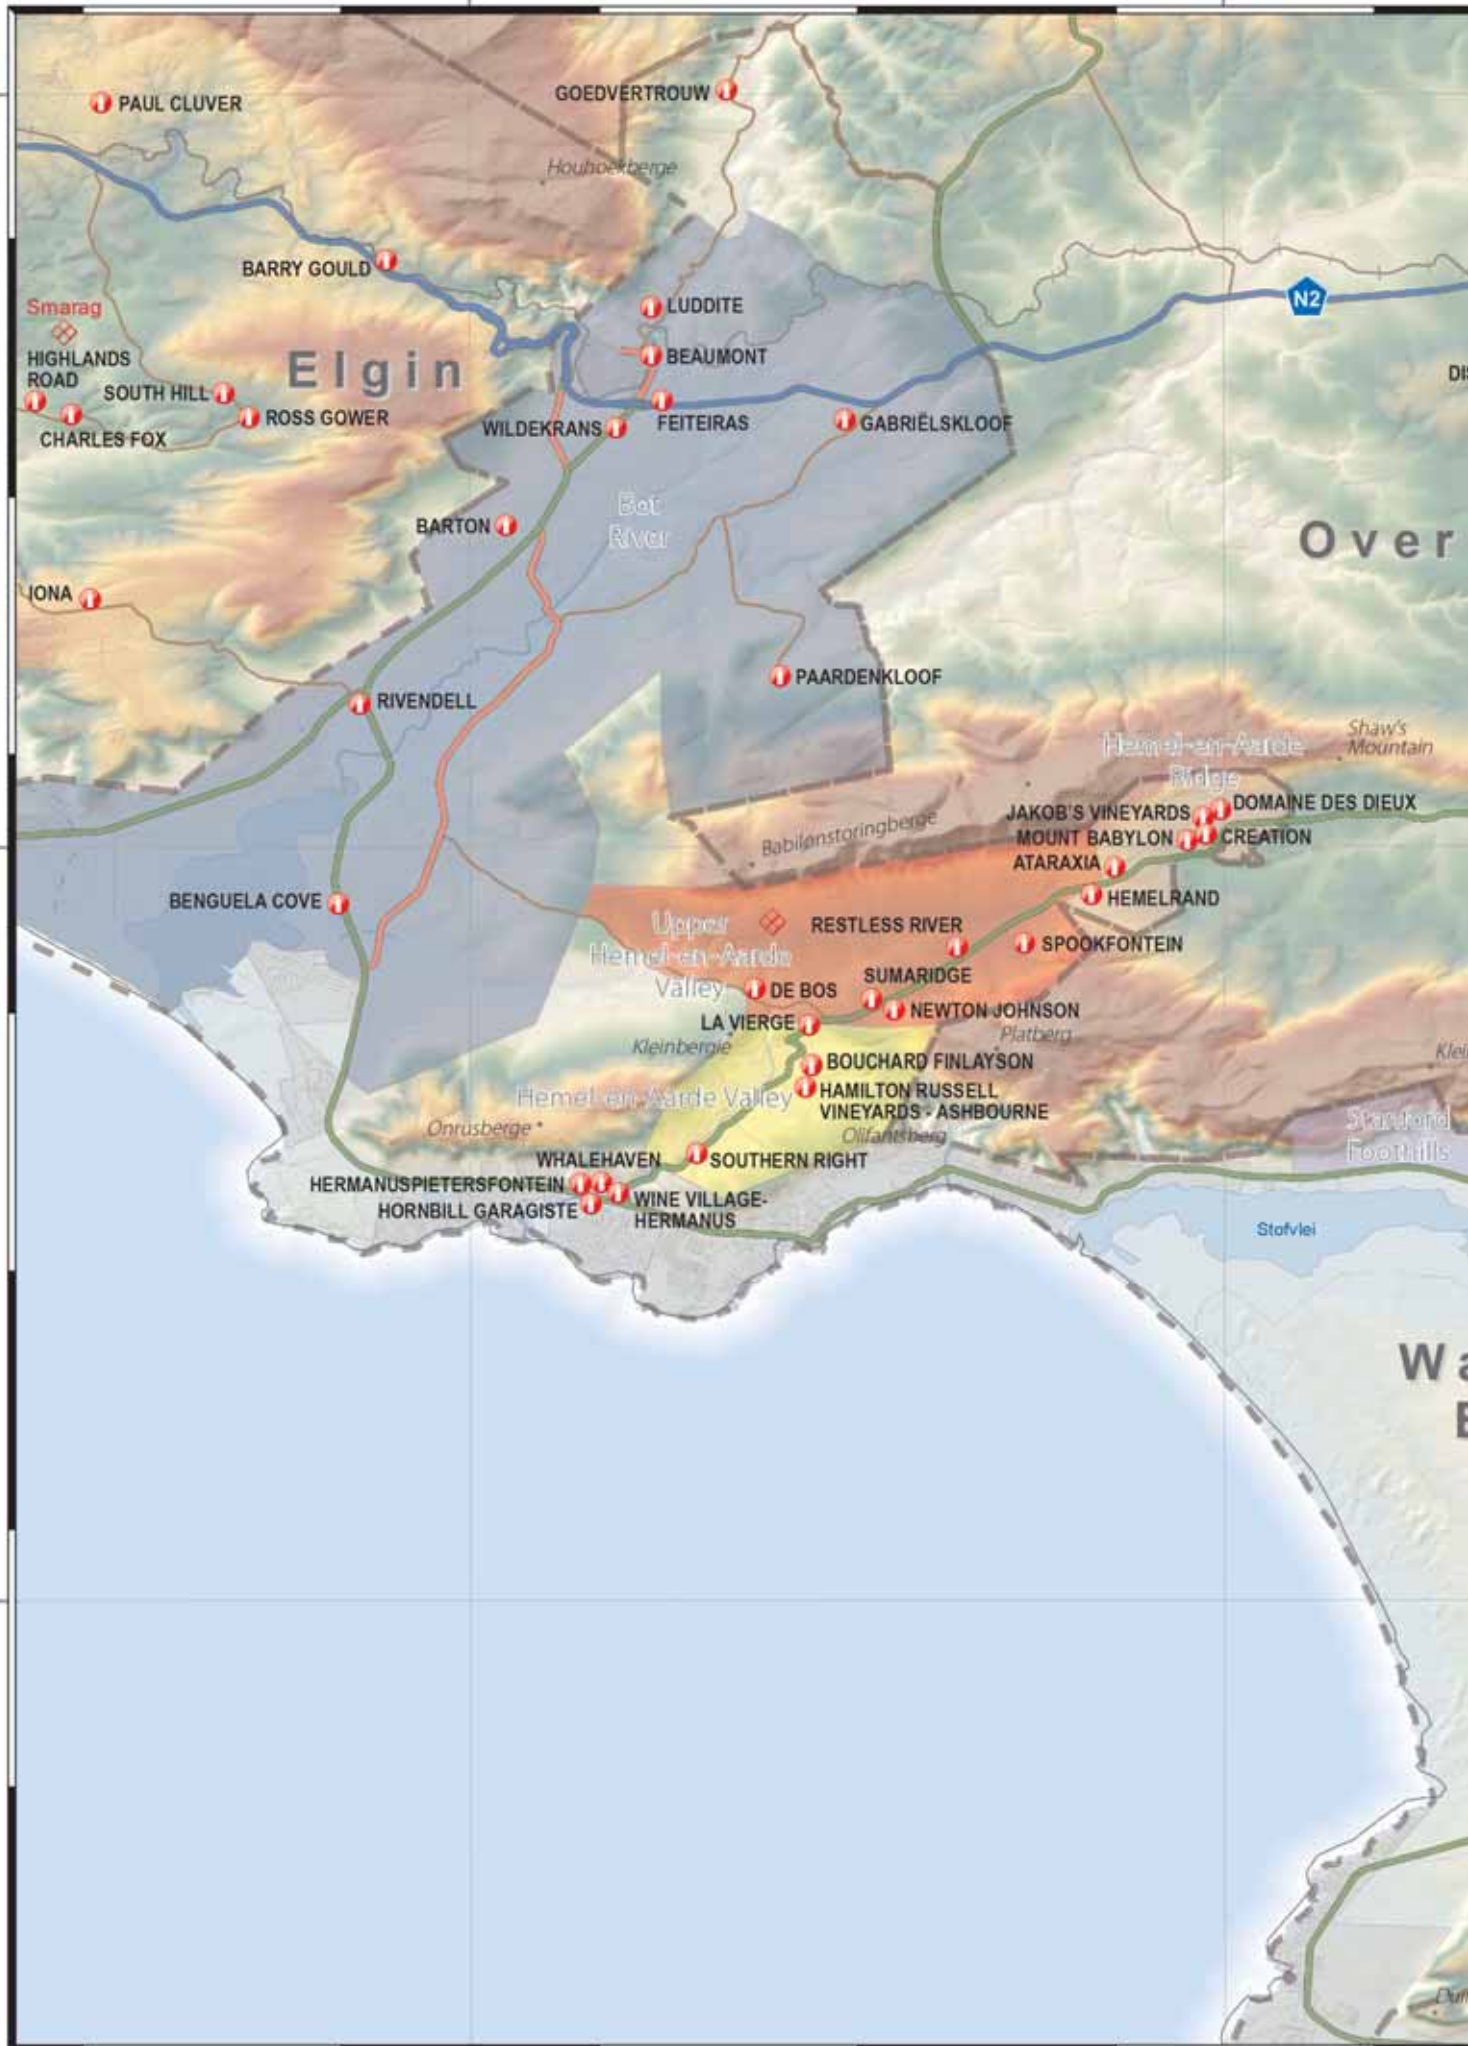 PAUL CLUVER
GOEDVERTROUW
Houhoekberge
BARRY GOULD
Smarag
HIGHLANDS
ROAD
Elgin
SOUTH HILL
ROSS GOWER
CHARLES FOX
LUDDITE
BEAUMONT
N2
WILDEKRANS
FEITEIRAS
GABRIËLSKLOOF
DIS
BARTON
Bot
River
Over
IONA
RIVENDELL
PAARDENKLOOF
Shaw's
Mountain
Hemel-en-Aarde
Ridge
JAKOB'S VINEYARDS
DOMAINE DES DIEUX
Babilonstoringberge
MOUNT BABYLON
CREATION
ATARAXIA
BENGUELA COVE
HEMELRAND
Upper
Hemel-en-Aarde
Valley
RESTLESS RIVER
SPOOKFONTEIN
SUMARIDGE
DE BOS
NEWTON JOHNSON
LA VIERGE
Kleinbergie
Platberg
Klei
BOUCHARD FINLAYSON
Hemel-en-Aarde Valley
HAMILTON RUSSELL
VINEYARDS - ASHBOURNE
Onrusberge
Olifantsberg
Stanford
Foothills
WHALEHAVEN
SOUTHERN RIGHT
HERMANUSPIETERSFONTEIN
HORNBILL GARAGISTE
WINE VILLAGE-
HERMANUS
Stofvlei
Wa